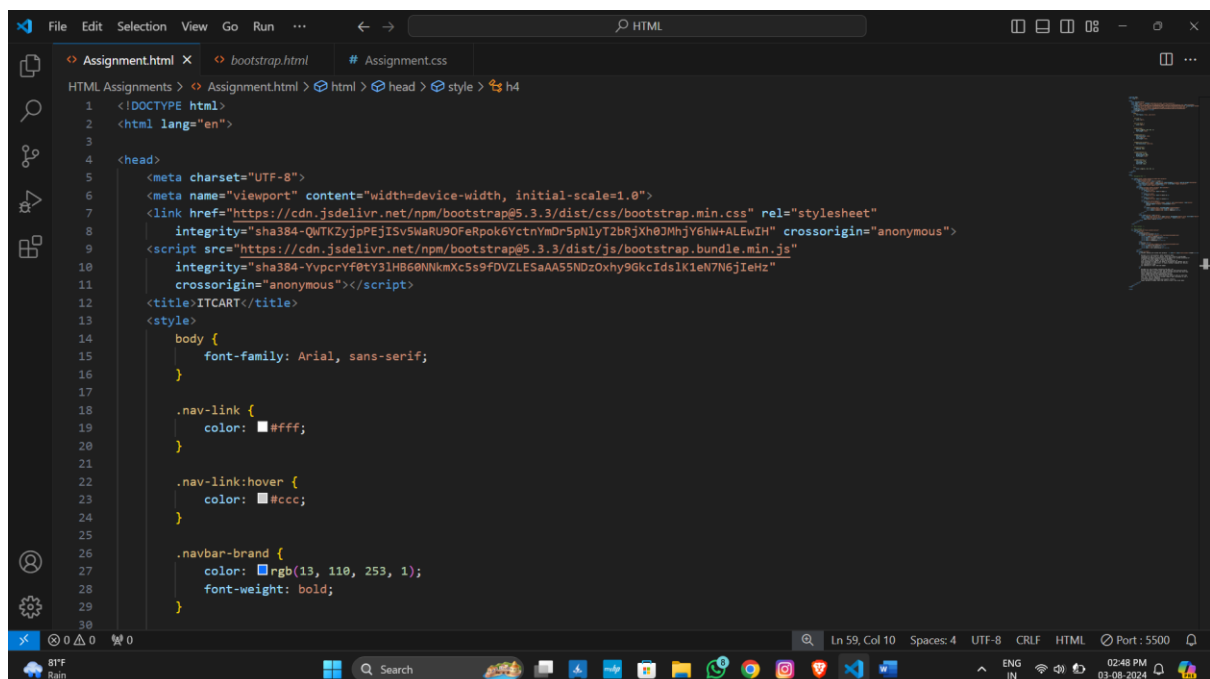 File Edit Selection View Go Run ··· HTML
Assignment.html bootstrap.html # Assignment.css
HTML Assignments > Assignment.html > html > head > style > h4
1 <!DOCTYPE html>
2 <html lang="en">
3
4 <head>
5 <meta charset="UTF-8">
6 <meta name="viewport" content="width=device-width, initial-scale=1.0">
7 <link href="https://cdn.jsdelivr.net/npm/bootstrap@5.3.3/dist/css/bootstrap.min.css" rel="stylesheet"
8 integrity="sha384-QWTKZyjpPEjISv5WaRU9OFeRpok6YctnYmDr5pNlyT2bRjXh0JMhjY6hW+ALEwIH" crossorigin="anonymous">
9 <script src="https://cdn.jsdelivr.net/npm/bootstrap@5.3.3/dist/js/bootstrap.bundle.min.js"
10 integrity="sha384-YvpcrYf0tY3lHB60NNkmXc5s9fDVZLESaAA55NDzOxhy9GkcIdslK1eN7N6jIeHz"
11 crossorigin="anonymous"></script>
12 <title>ITCART</title>
13 <style>
14 body {
15 font-family: Arial, sans-serif;
16 }
17
18 .nav-link {
19 color: #fff;
20 }
21
22 .nav-link:hover {
23 color: #ccc;
24 }
25
26 .navbar-brand {
27 color: rgb(13, 110, 253, 1);
28 font-weight: bold;
29 }
30
0 0 0 Ln 59, Col 10 Spaces: 4 UTF-8 CRLF HTML Port : 5500
81°F Search ENG 02:48 PM
Rain IN 03-08-2024